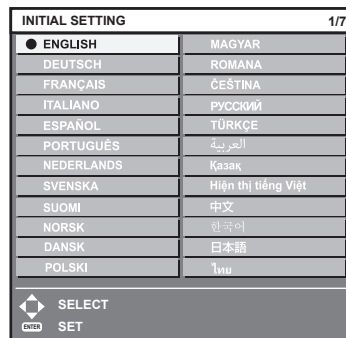 INITIAL SETTING 1/7
ENGLISH
DEUTSCH
FRANÇAIS
ITALIANO
ESPAÑOL
PORTUGUÊS
NEDERLANDS
SVENSKA
SUOMI
NORSK
DANSK
POLSKI
MAGYAR
ROMANA
ČEŠTINA
РУССКИЙ
TÜRKÇE
العربية
Қазақ
Hiện thị tiếng Việt
中文
한국어
日本語
ไทย
SELECT
ENTER SET